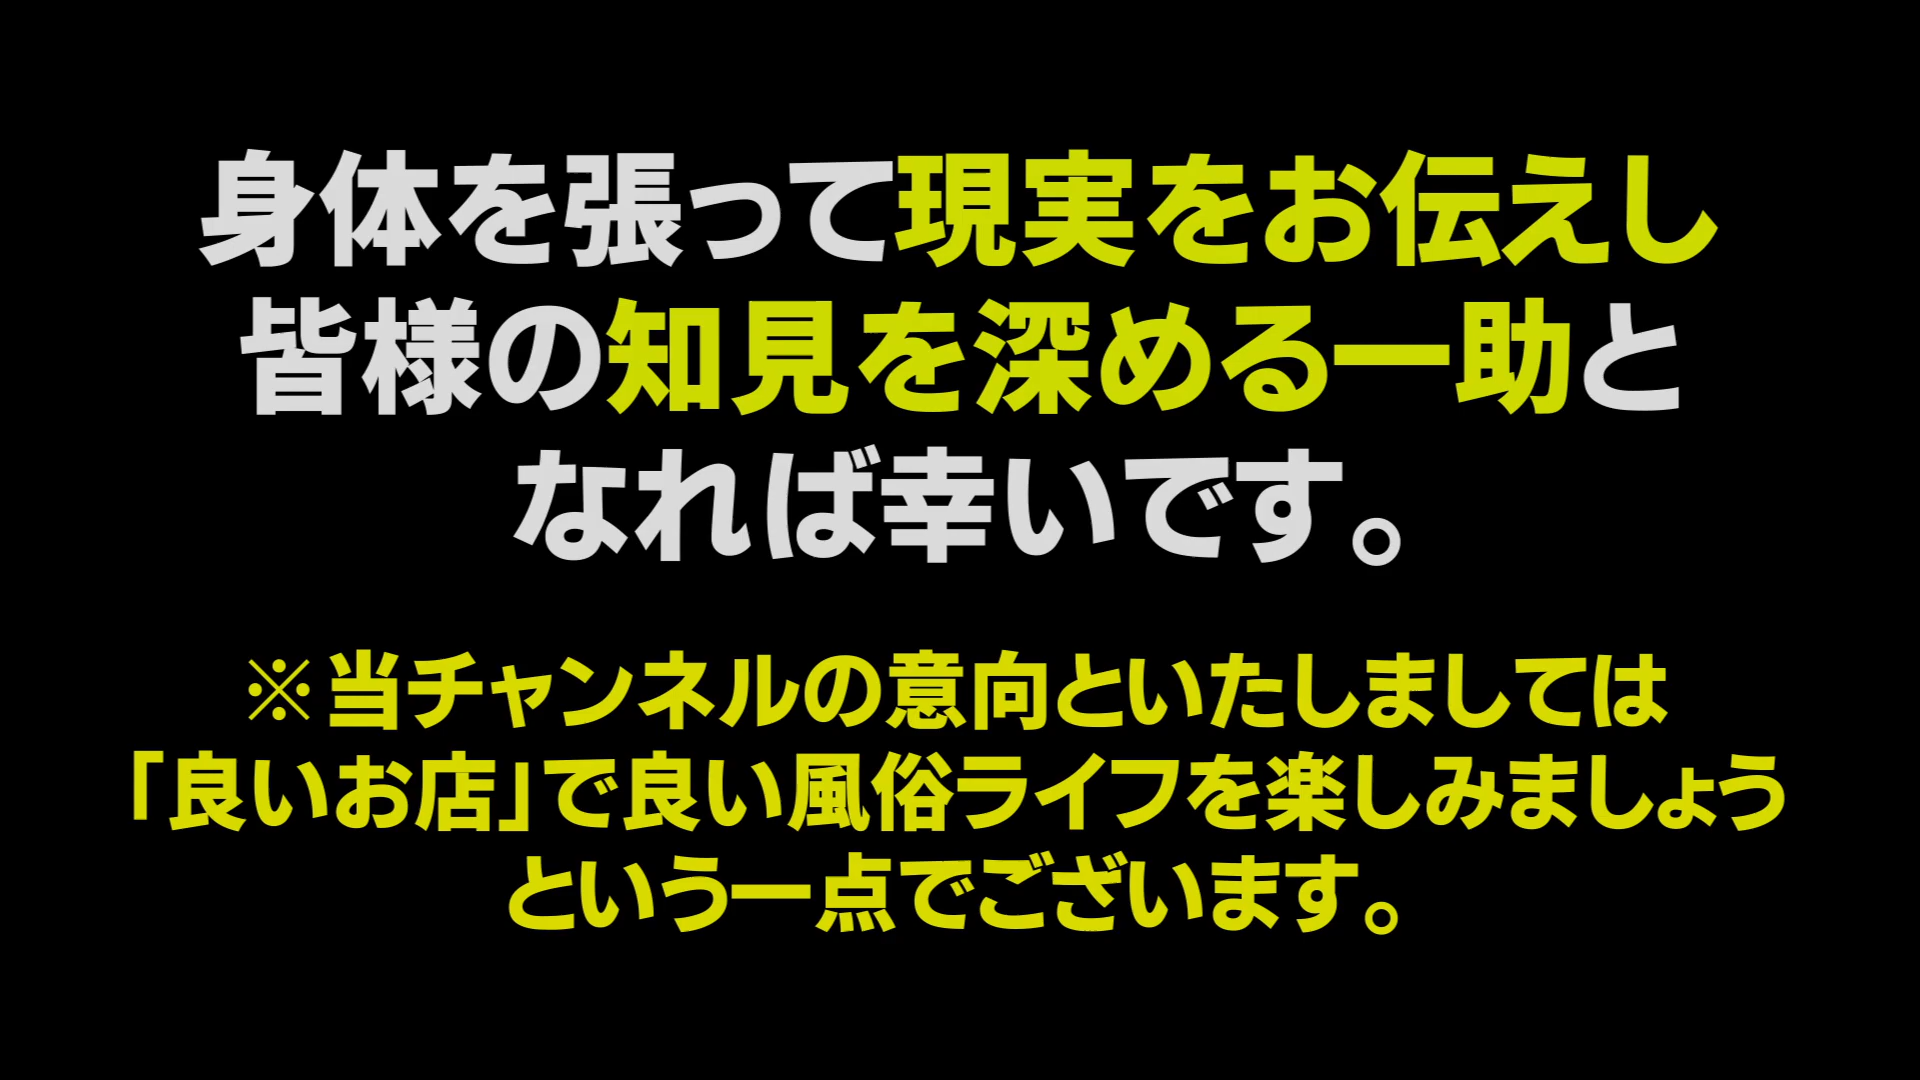 身体を張って現実をお伝えし
皆様の知見を深める一助と
なれば幸いです。
※当チャンネルの意向といたしましては
「良いお店」で良い風俗ライフを楽しみましょう
という一点でございます。